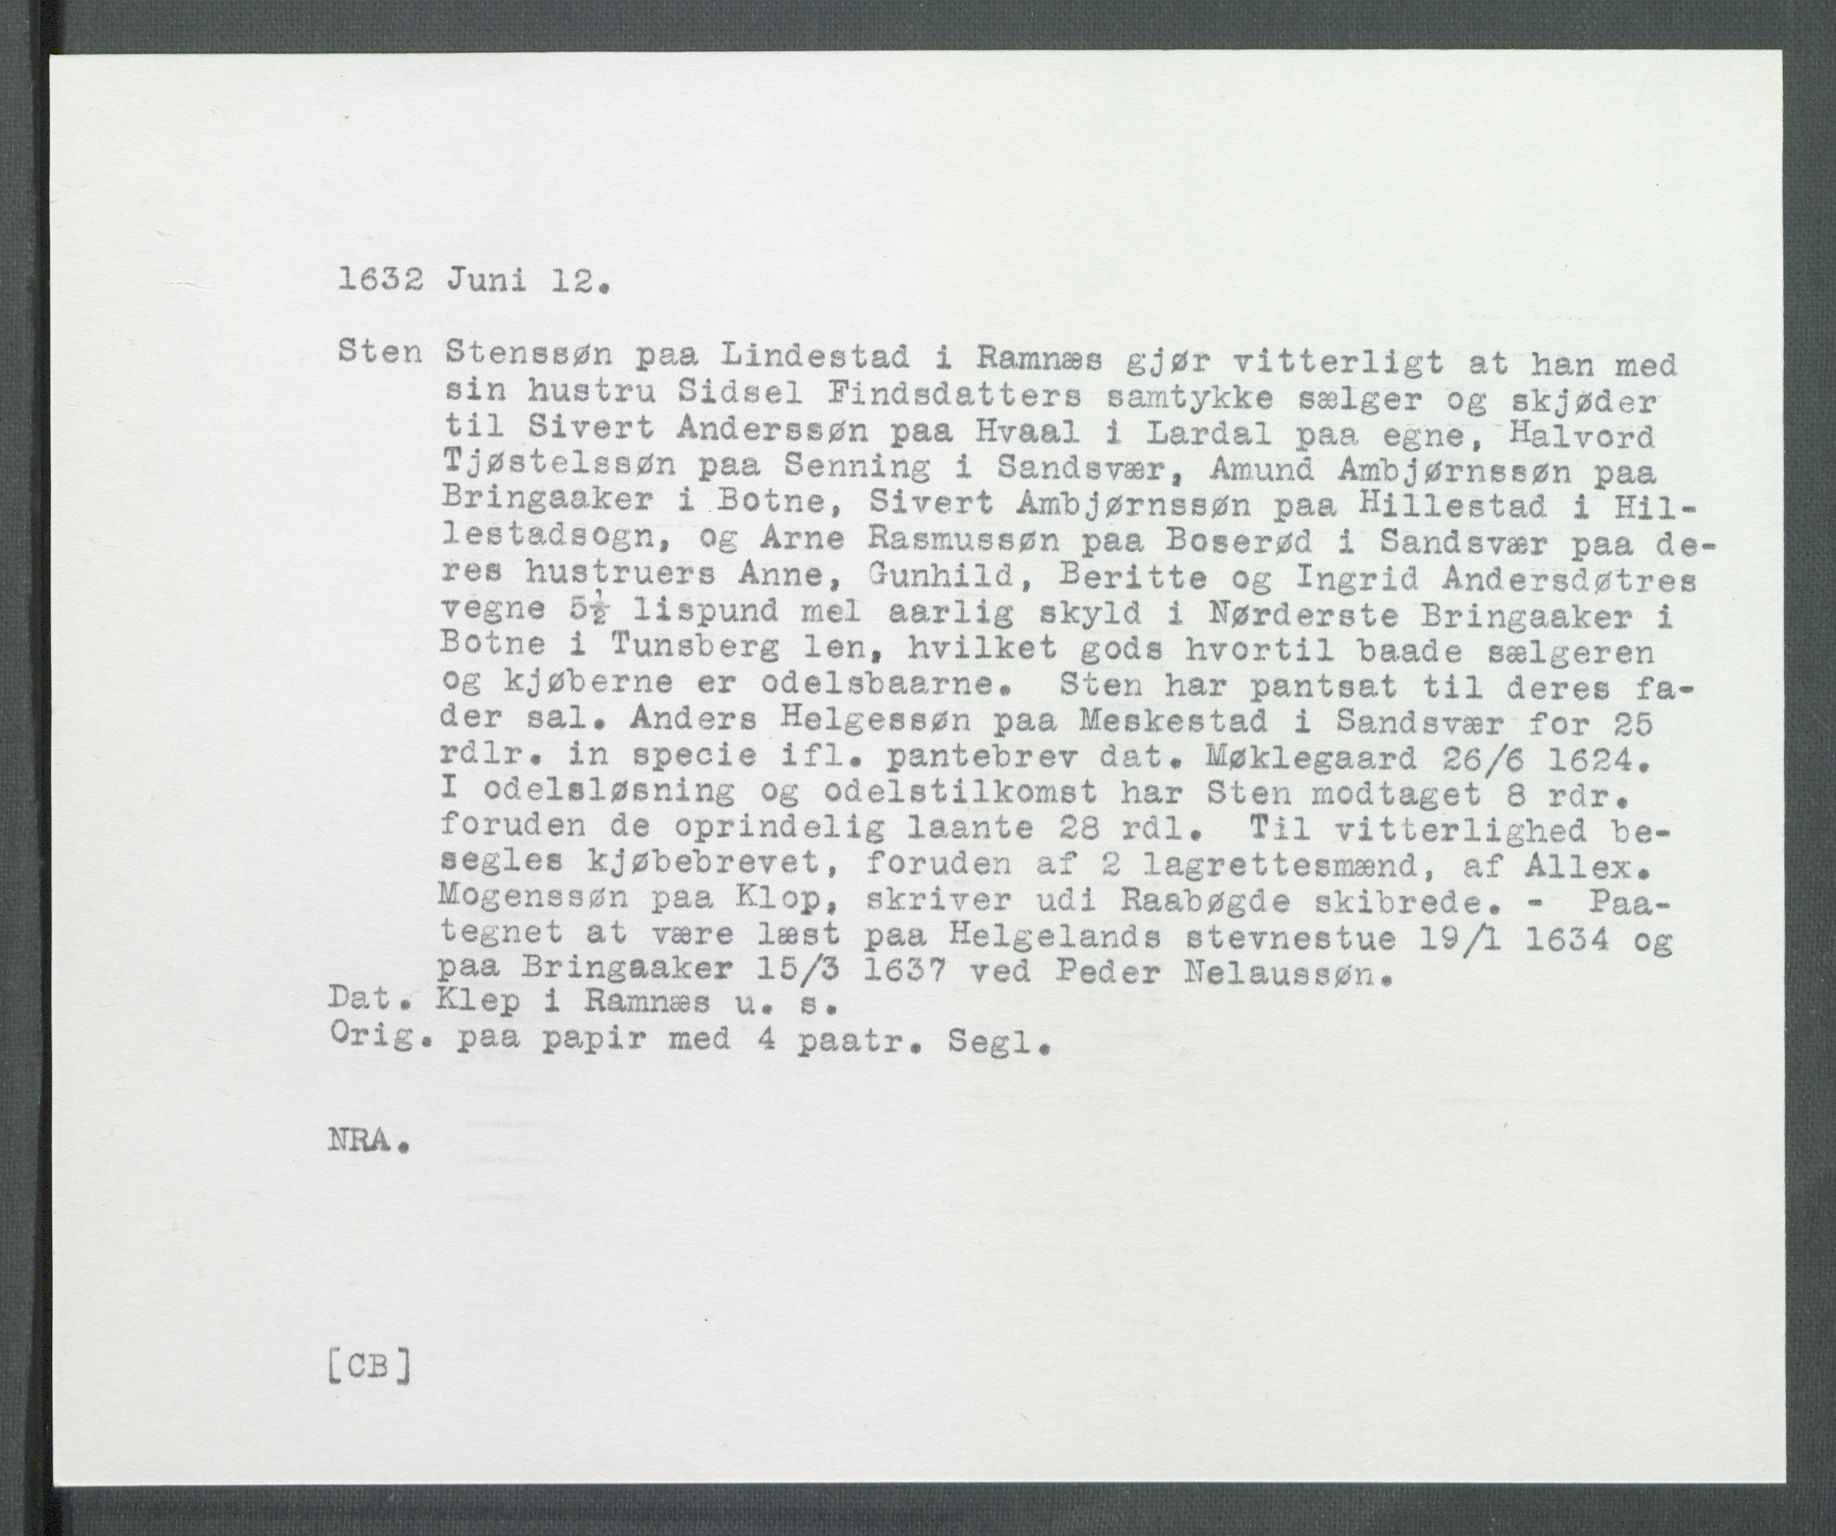 1632 Juni 12.
Sten Stenssøn paa Lindestad i Ramnæs gjør vitterligt at han med
sin hustru Sidsel Findsdatters samtykke sælger og skjøder
til Sivert Anderssøn paa Hvaal i Lardal paa egne, Halvord
Tjøstelssøn paa Senning i Sandsvær, Amund Ambjørnssøn paa
Bringaaker i Botne, Sivert Ambjørnssøn paa Hillestad i Hil-
lestadsogn, og Arne Rasmussøn paa Boserød i Sandsvær paa de-
res hustruers Anne, Gunhild, Beritte og Ingrid Andersdøtres
vegne 5½ lispund mel aarlig skyld i Nørderste Bringaaker i
Botne i Tunsberg len, hvilket gods hvortil baade sælgeren
og kjøberne er odelsbaarne. Sten har pantsat til deres fa-
der sal. Anders Helgessøn paa Meskestad i Sandsvær for 25
rdlr. in specie ifl. pantebrev dat. Møklegaard 26/6 1624.
I odelsløsning og odelstilkomst har Sten modtaget 8 rdr.
foruden de oprindelig laante 28 rdl. Til vitterlighed be-
segles kjøbebrevet, foruden af 2 lagrettesmænd, af Allex.
Mogenssøn paa Klop, skriver udi Raabøgde skibrede. - Paa-
tegnet at være læst paa Helgelands stevnestue 19/1 1634 og
paa Bringaaker 15/3 1637 ved Peder Nelaussøn.
Dat. Klep i Ramnæs u. s.
Orig. paa papir med 4 paatr. Segl.
NRA.
[CB]